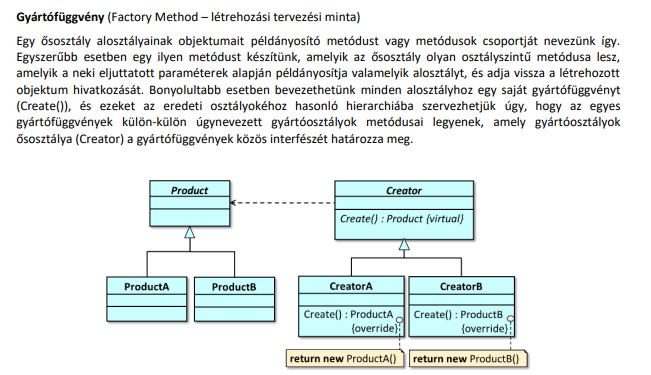 Gyártófüggvény (Factory Method – létrehozási tervezési minta)
Egy ősosztály alosztályainak objektumait példányosító metódust vagy metódusok csoportját nevezünk így.
Egyszerűbb esetben egy ilyen metódust készítünk, amelyik az ősosztály olyan osztályszintű metódusa lesz,
amelyik a neki eljuttatott paraméterek alapján példányosítja valamelyik alosztályt, és adja vissza a létrehozott
objektum hivatkozását. Bonyolultabb esetben bevezethetünk minden alosztályhoz egy saját gyártófüggvényt
(Create()), és ezeket az eredeti osztályokéhoz hasonló hierarchiába szervezhetjük úgy, hogy az egyes
gyártófüggvények külön-külön úgynevezett gyártóosztályok metódusai legyenek, amely gyártóosztályok
ősosztálya (Creator) a gyártófüggvények közös interfészét határozza meg.
Product
Creator
Create() : Product {virtual}
ProductA
ProductB
CreatorA
CreatorB
Create() : ProductA
{override}
Create() : ProductB
{override}
return new ProductA()
return new ProductB()